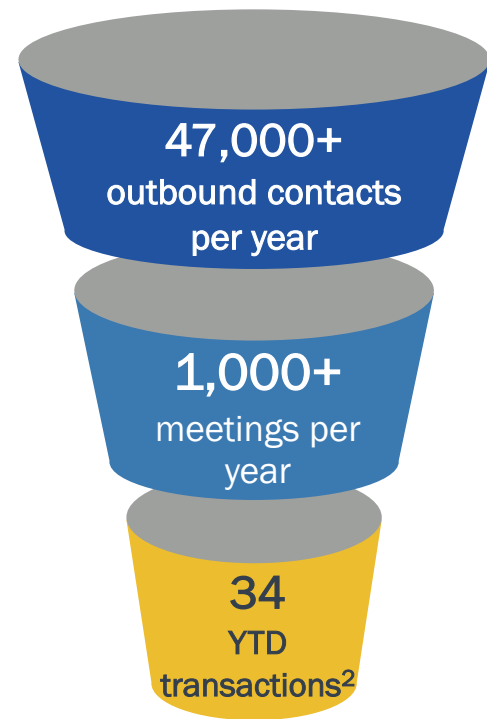 47,000+
outbound contacts
per year
1,000+
meetings per
year
34
YTD
transactions²